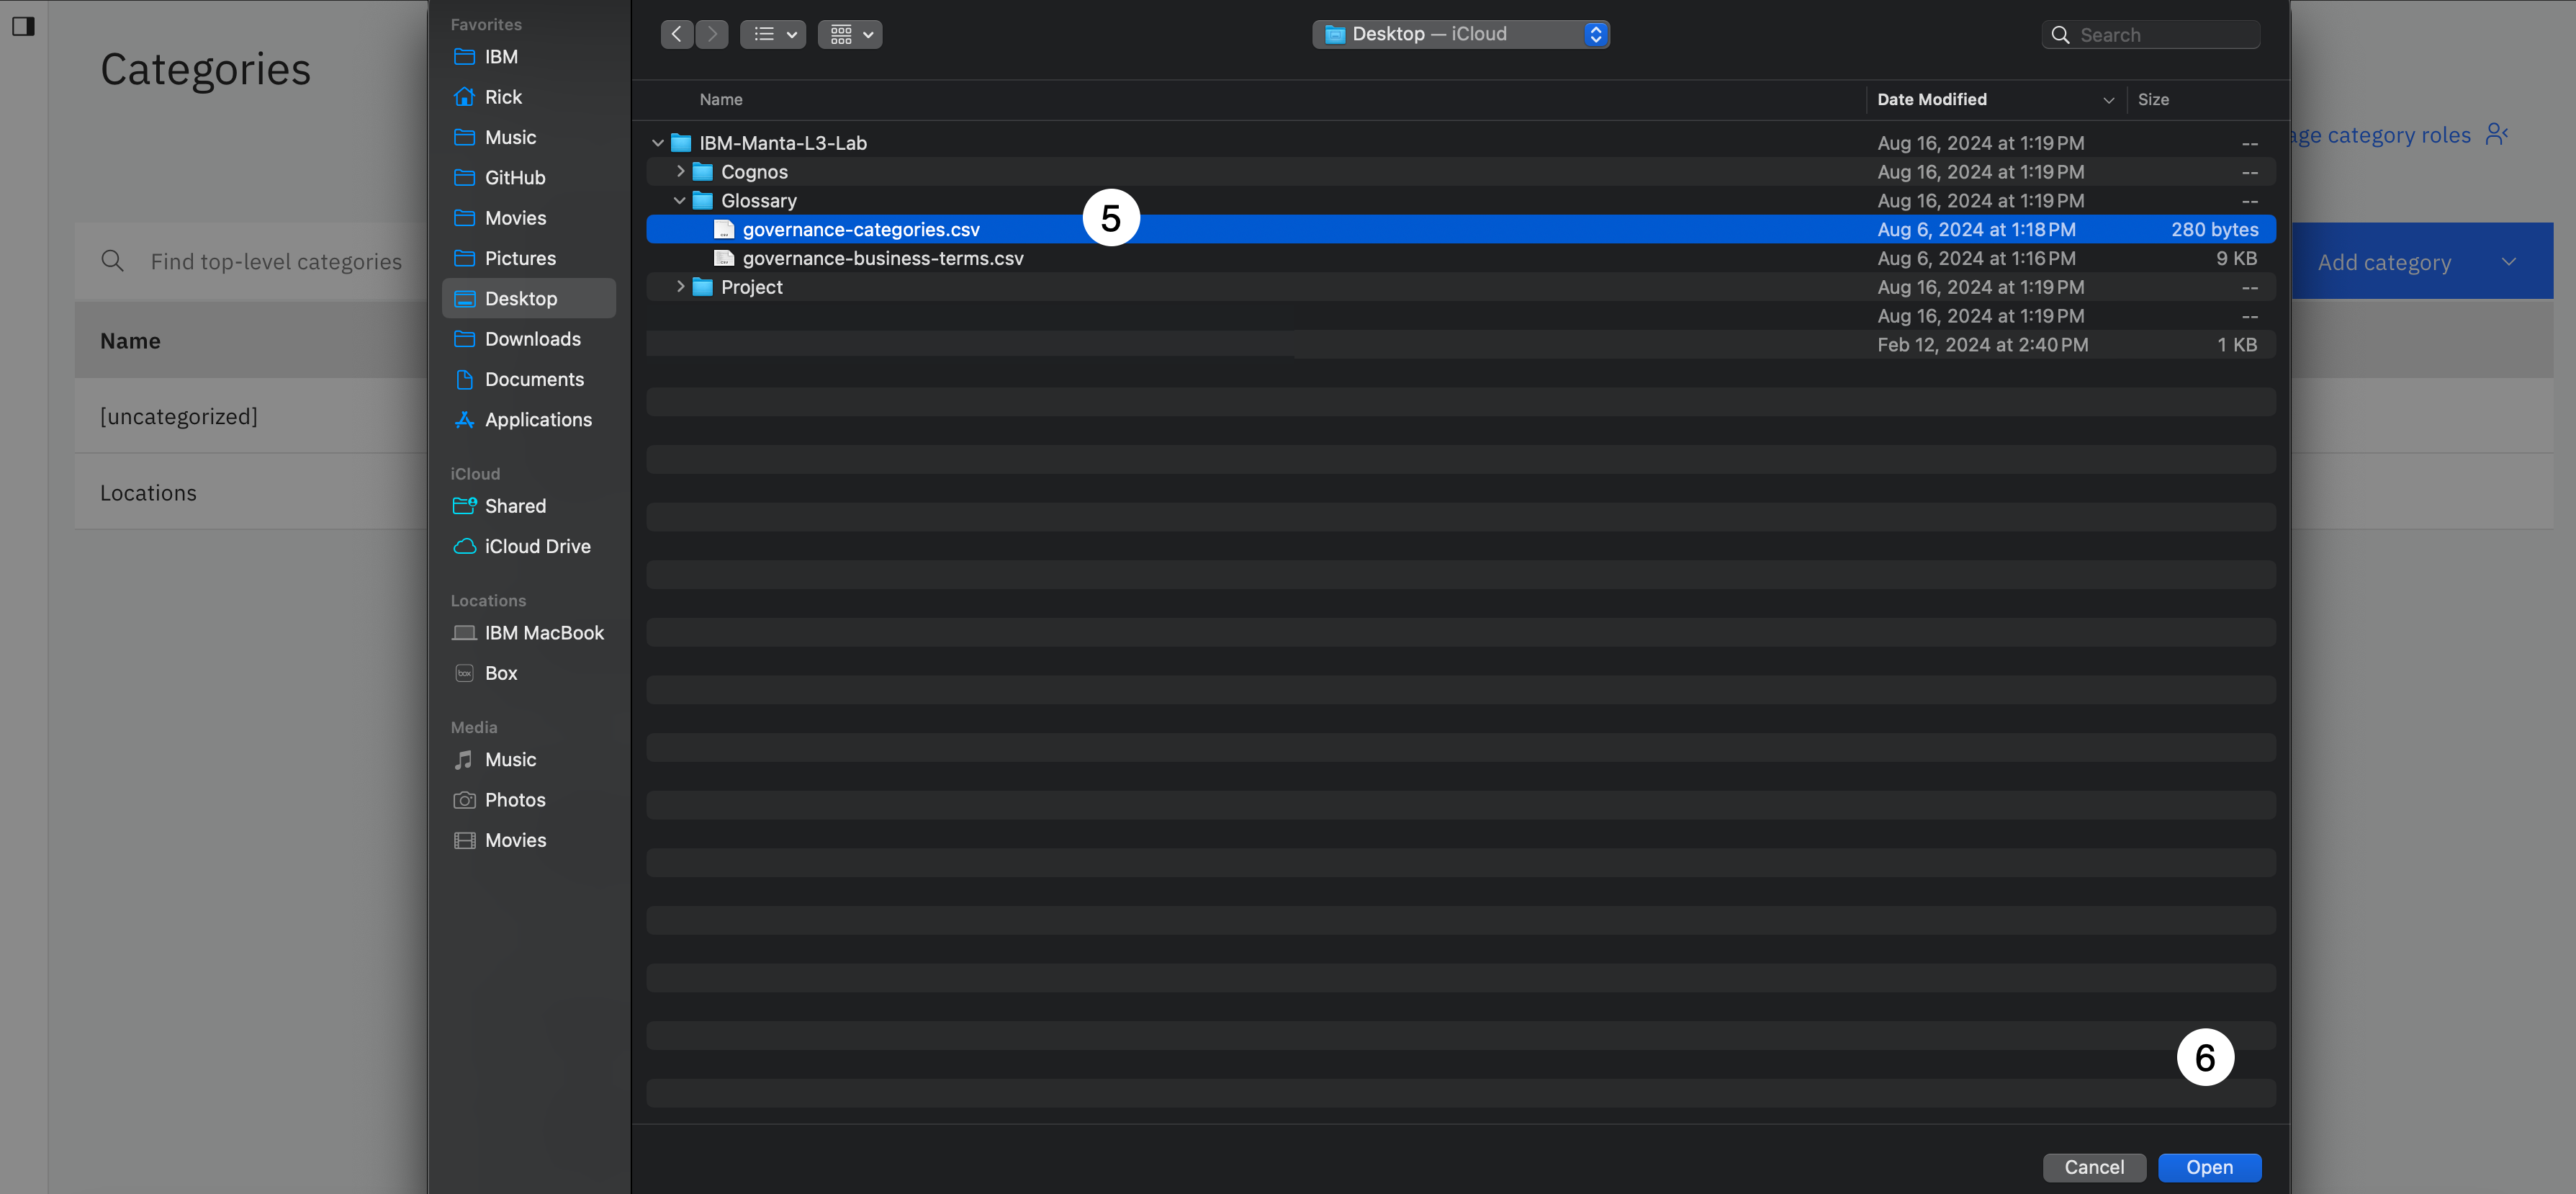 Categories
Find top-level categories
Name
[uncategorized]
Locations
Favorites
IBM
Rick
Music
GitHub
Movies
Pictures
Desktop
Downloads
Documents
Applications
iCloud
Shared
iCloud Drive
Locations
IBM MacBook
box Box
Media
Music
Photos
Movies
Desktop — iCloud
Search
Name Date Modified Size
IBM-Manta-L3-Lab Aug 16, 2024 at 1:19 PM --
Cognos Aug 16, 2024 at 1:19 PM --
Glossary Aug 16, 2024 at 1:19 PM --
governance-categories.csv 5 Aug 6, 2024 at 1:18 PM 280 bytes
governance-business-terms.csv Aug 6, 2024 at 1:16 PM 9 KB
Project Aug 16, 2024 at 1:19 PM --
Aug 16, 2024 at 1:19 PM --
Feb 12, 2024 at 2:40 PM 1 KB
6
Cancel Open
age category roles
Add category